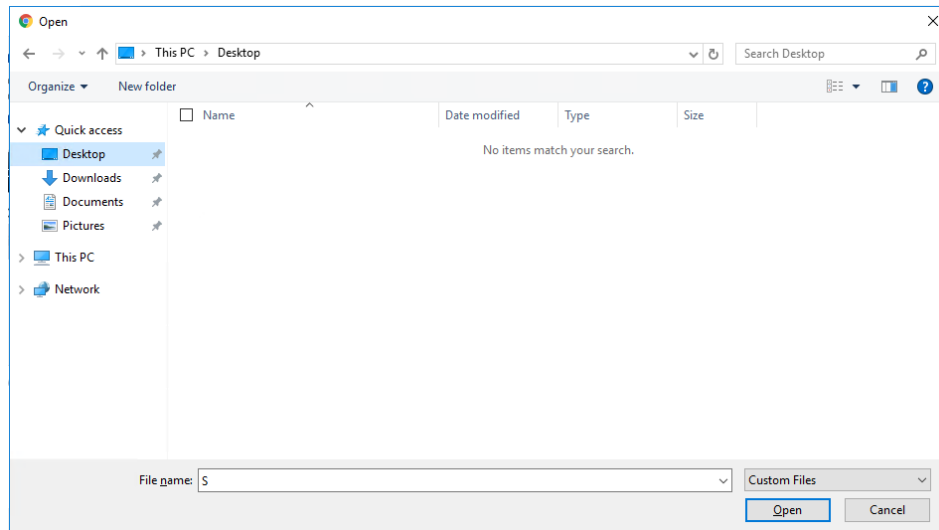 Open
This PC > Desktop
Search Desktop
Organize
New folder
Name
Date modified
Type
Size
Quick access
No items match your search.
Desktop
Downloads
Documents
Pictures
This PC
Network
File name: S
Custom Files
Open
Cancel